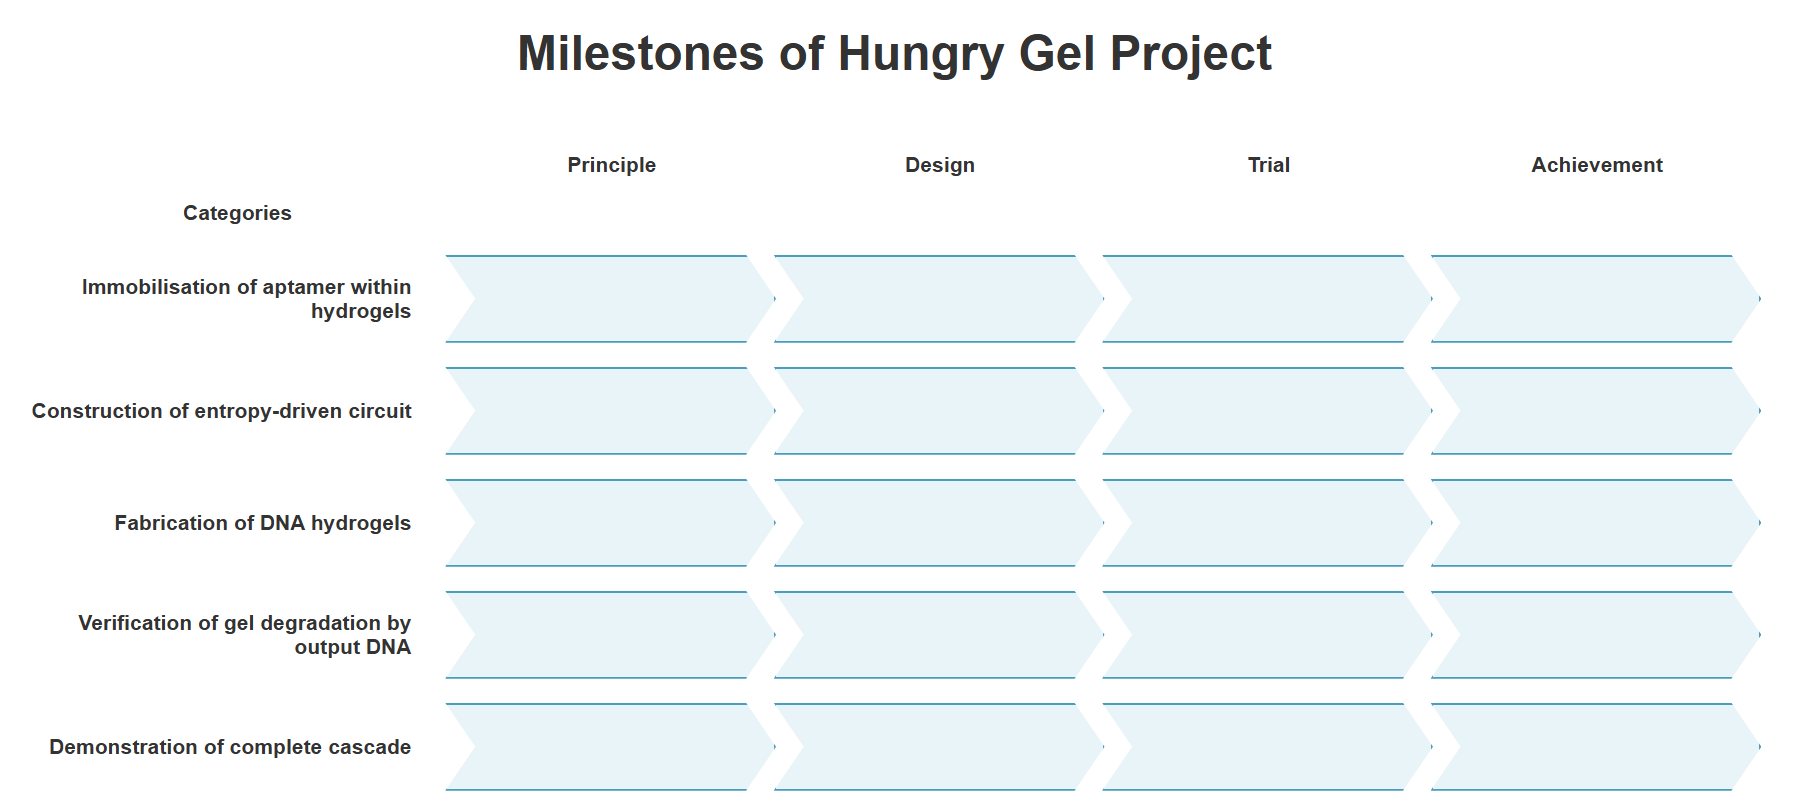 Milestones of Hungry Gel Project
Principle
Design
Trial
Achievement
Categories
Immobilisation of aptamer within
hydrogels
Construction of entropy-driven circuit
Fabrication of DNA hydrogels
Verification of gel degradation by
output DNA
Demonstration of complete cascade